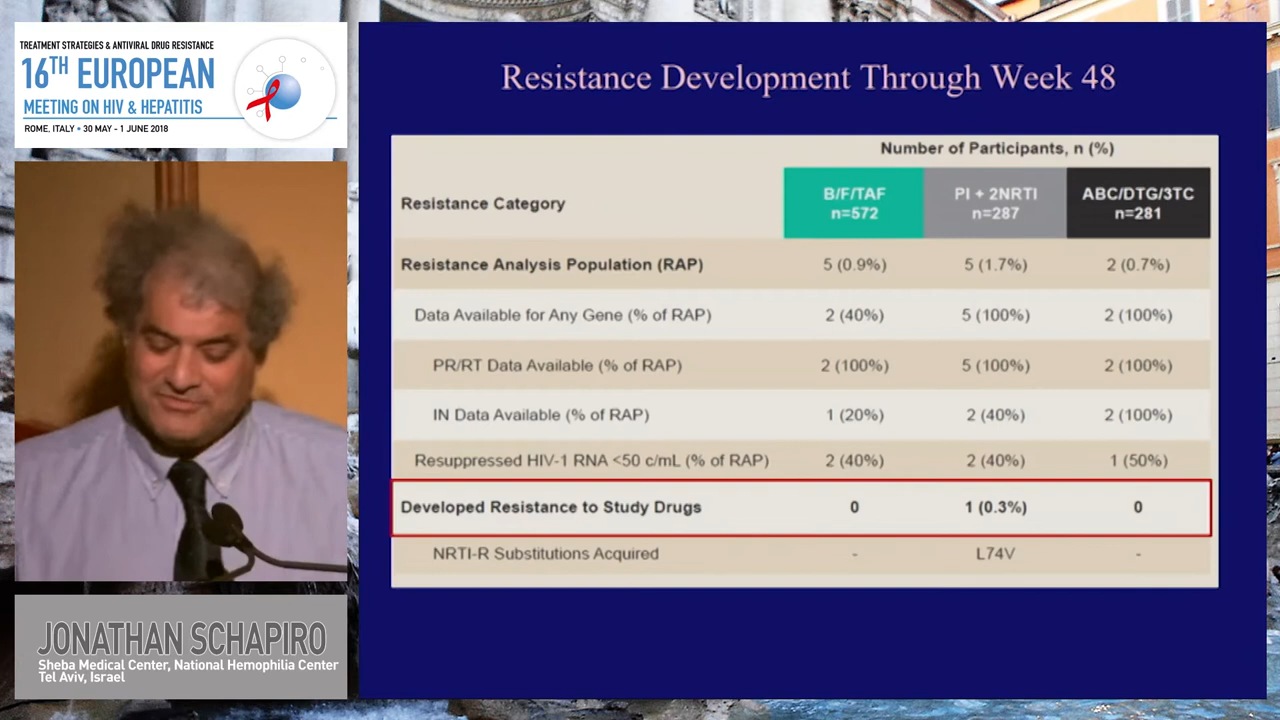 TREATMENT STRATEGIES & ANTIVIRAL DRUG RESISTANCE
16TH EUROPEAN
MEETING ON HIV & HEPATITIS
ROME, ITALY • 30 MAY - 1 JUNE 2018
JONATHAN SCHAPIRO
Sheba Medical Center, National Hemophilia Center
Tel Aviv, Israel
Resistance Development Through Week 48
Number of Participants, n (%)
Resistance Category
B/F/TAF
n=572
PI + 2NRTI
n=287
ABC/DTG/3TC
n=281
Resistance Analysis Population (RAP) 5 (0.9%) 5 (1.7%) 2 (0.7%)
Data Available for Any Gene (% of RAP) 2 (40%) 5 (100%) 2 (100%)
PR/RT Data Available (% of RAP) 2 (100%) 5 (100%) 2 (100%)
IN Data Available (% of RAP) 1 (20%) 2 (40%) 2 (100%)
Resuppressed HIV-1 RNA <50 c/mL (% of RAP) 2 (40%) 2 (40%) 1 (50%)
Developed Resistance to Study Drugs 0 1 (0.3%) 0
NRTI-R Substitutions Acquired - L74V -